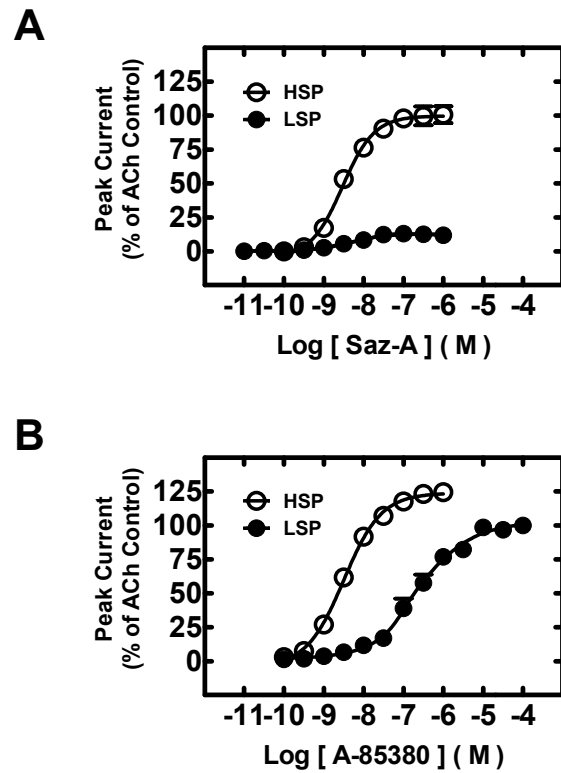 A
Peak Current
(% of ACh Control)
125
100
75
50
25
0
HSP
LSP
-11 -10 -9 -8 -7 -6 -5 -4
Log [ Saz-A ] ( M )
B
Peak Current
(% of ACh Control)
125
100
75
50
25
0
HSP
LSP
-11 -10 -9 -8 -7 -6 -5 -4
Log [ A-85380 ] ( M )